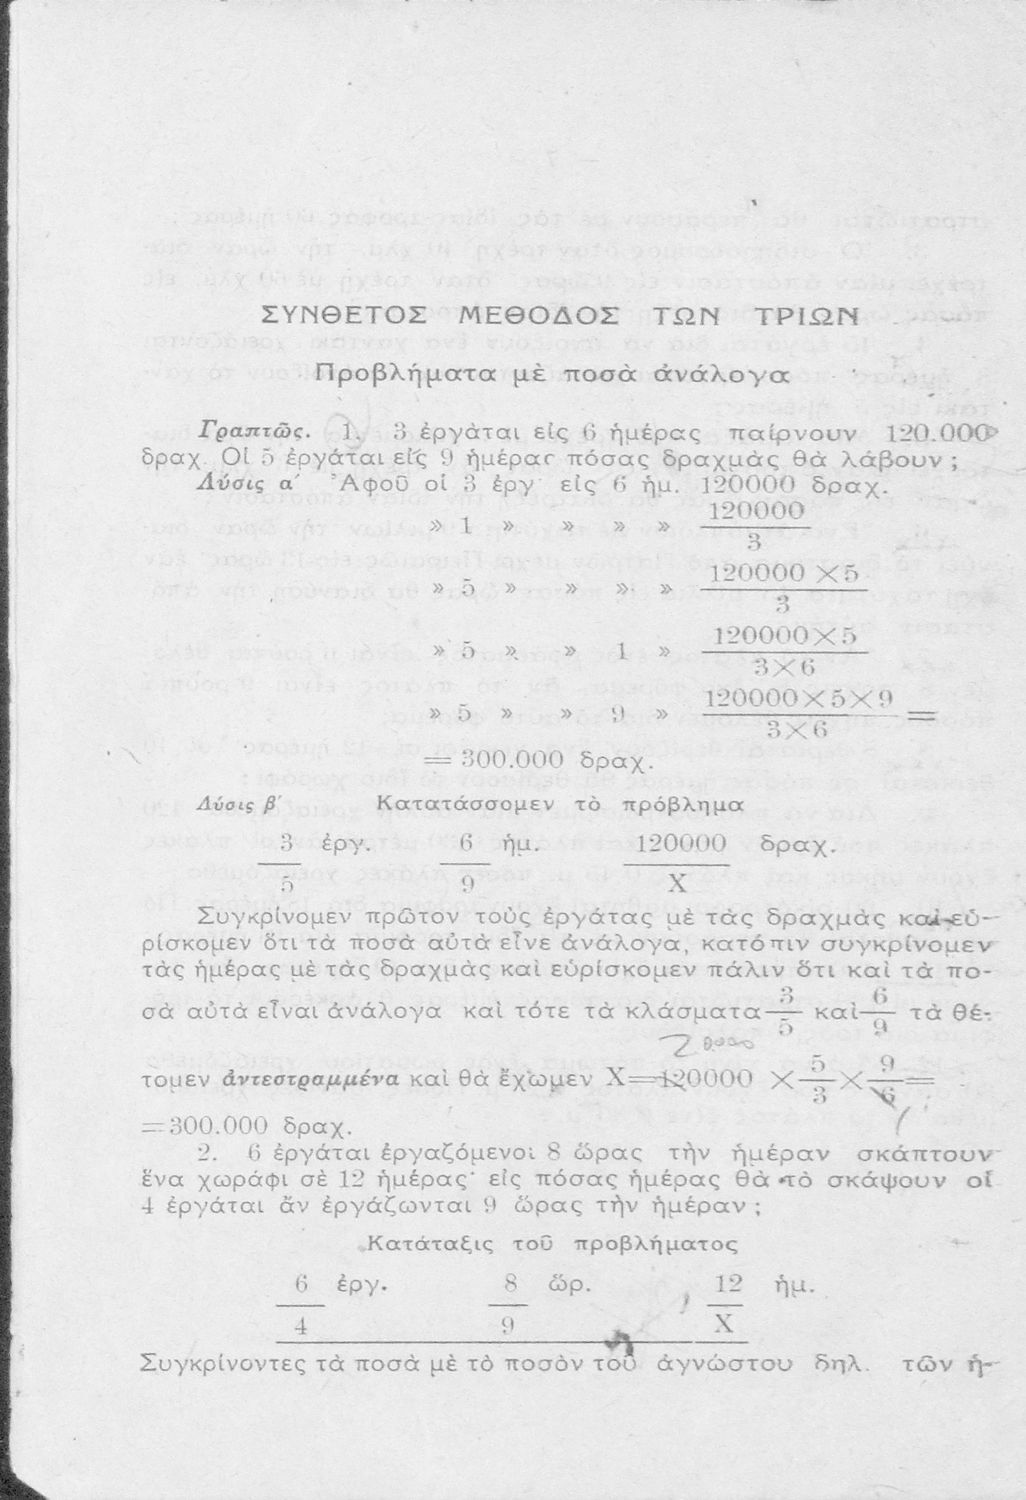 ΣΥΝΘΕΤΟΣ ΜΕΘΟΔΟΣ ΤΩΝ ΤΡΙΩΝ
Προβλήματα μὲ ποσὰ ἀνάλογα
Γραπτῶς. 1. 3 ἐργάται εἰς 6 ἡμέρας παίρνουν 120.000
δραχ. Οἱ 5 ἐργάται εἰς 9 ἡμέρας πόσας δραχμὰς θὰ λάβουν ;
Λύσις α΄ Ἀφοῦ οἱ 3 ἐργ. εἰς 6 ἡμ. 120000 δραχ.
» 1 » » » » 120000
3
» 5 » » » » 120000 × 5
3
» 5 » » 1 » 120000 × 5
3 × 6
» 5 » » 9 » 120000 × 5 × 9 =
3 × 6
= 300.000 δραχ.
Λύσις β΄ Κατατάσσομεν τὸ πρόβλημα
3 ἐργ. 6 ἡμ. 120000 δραχ.
5 9 Χ
Συγκρίνομεν πρῶτον τοὺς ἐργάτας μὲ τὰς δραχμὰς καὶ εὑ-
ρίσκομεν ὅτι τὰ ποσὰ αὐτὰ εἶνε ἀνάλογα, κατόπιν συγκρίνομεν
τὰς ἡμέρας μὲ τὰς δραχμὰς καὶ εὑρίσκομεν πάλιν ὅτι καὶ τὰ πο-
σὰ αὐτὰ εἶναι ἀνάλογα καὶ τότε τὰ κλάσματα 3/5 καὶ 6/9 τὰ θέ-
τομεν ἀντεστραμμένα καὶ θὰ ἔχωμεν Χ = 120000 × 5/3 × 9/6 =
= 300.000 δραχ.
2. 6 ἐργάται ἐργαζόμενοι 8 ὥρας τὴν ἡμέραν σκάπτουν
ἕνα χωράφι σὲ 12 ἡμέρας· εἰς πόσας ἡμέρας θὰ τὸ σκάψουν οἱ
4 ἐργάται ἄν ἐργάζωνται 9 ὥρας τὴν ἡμέραν ;
Κατάταξις τοῦ προβλήματος
6 ἐργ. 8 ὥρ. 12 ἡμ.
4 9 Χ
Συγκρίνοντες τὰ ποσὰ μὲ τὸ ποσὸν τοῦ ἀγνώστου δηλ. τῶν ἡ-